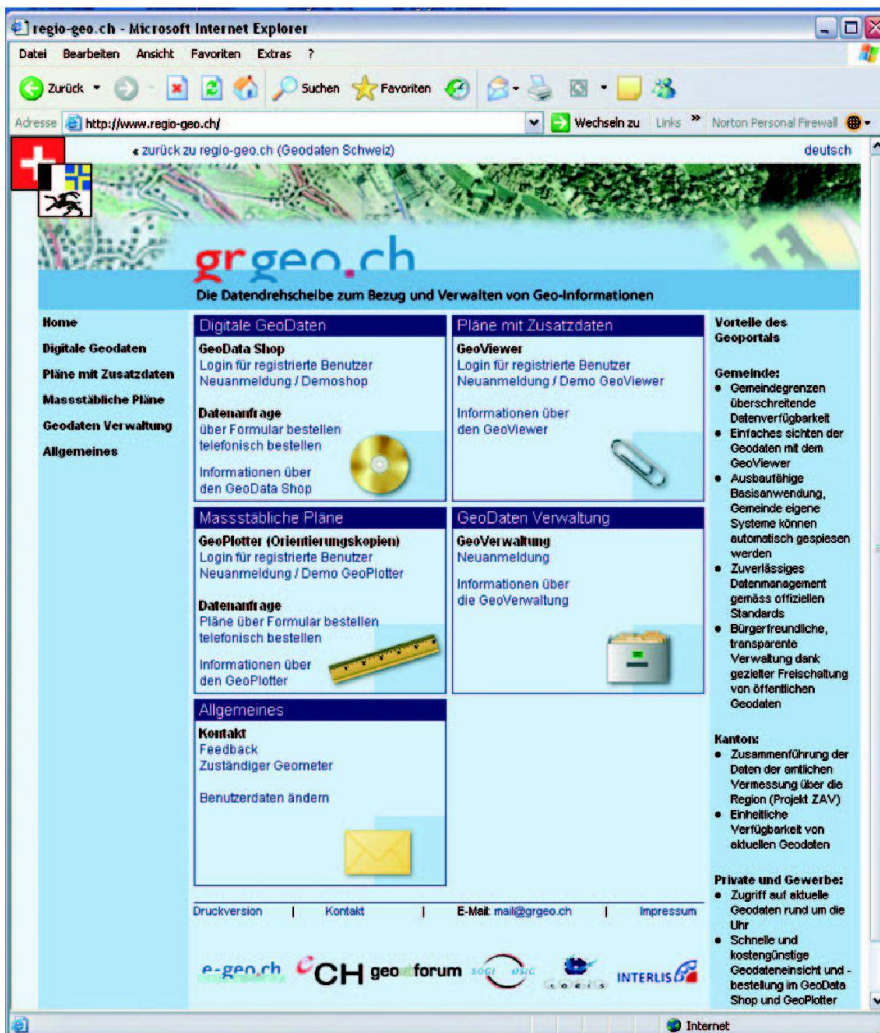 regio-geo.ch - Microsoft Internet Explorer
Datei Bearbeiten Ansicht Favoriten Extras ?
Zurück Suchen Favoriten
Adresse http://www.regio-geo.ch/ Wechseln zu Links » Norton Personal Firewall
« zurück zu regio-geo.ch (Geodaten Schweiz) deutsch
grgeo.ch
Die Datendrehscheibe zum Bezug und Verwalten von Geo-Informationen
Home
Digitale Geodaten
Pläne mit Zusatzdaten
Massstäbliche Pläne
Geodaten Verwaltung
Allgemeines
Digitale GeoDaten
GeoData Shop
Login für registrierte Benutzer
Neuanmeldung / Demoshop
Datenanfrage
über Formular bestellen
telefonisch bestellen
Informationen über
den GeoData Shop
Pläne mit Zusatzdaten
GeoViewer
Login für registrierte Benutzer
Neuanmeldung / Demo GeoViewer
Informationen über
den GeoViewer
Massstäbliche Pläne
GeoPlotter (Orientierungskopien)
Login für registrierte Benutzer
Neuanmeldung / Demo GeoPlotter
Datenanfrage
Pläne über Formular bestellen
telefonisch bestellen
Informationen über
den GeoPlotter
GeoDaten Verwaltung
GeoVerwaltung
Neuanmeldung
Informationen über
die GeoVerwaltung
Allgemeines
Kontakt
Feedback
Zuständiger Geometer
Benutzerdaten ändern
Vorteile des
Geoportals
Gemeinde:
• Gemeindegrenzen
überschreitende
Datenverfügbarkeit
• Einfaches sichten der
Geodaten mit dem
GeoViewer
• Ausbaufähige
Basisanwendung,
Gemeinde eigene
Systeme können
automatisch gespiesen
werden
• Zuverlässiges
Datenmanagement
gemäss offiziellen
Standards
• Bürgerfreundliche,
transparente
Verwaltung dank
gezielter Freischaltung
von öffentlichen
Geodaten
Kanton:
• Zusammenführung der
Daten der amtlichen
Vermessung über die
Region (Projekt ZAV)
• Einheitliche
Verfügbarkeit von
aktuellen Geodaten
Private und Gewerbe:
• Zugriff auf aktuelle
Geodaten rund um die
Uhr
• Schnelle und
kostengünstige
Geodateneinsicht und -
bestellung im GeoData
Shop und GeoPlotter
Druckversion | Kontakt | E-Mail: mail@grgeo.ch | Impressum
e-geo.ch eCH geowebforum sogi osig cogis INTERLIS
Internet